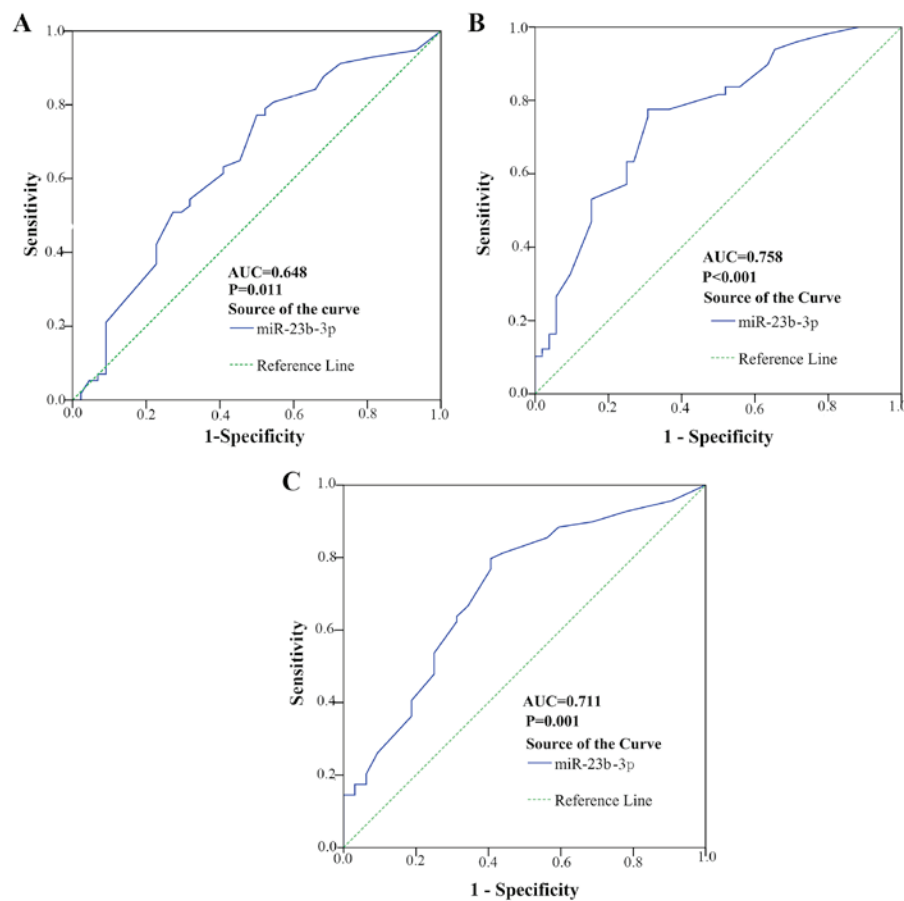 A
1.0
0.8
0.6
0.4
0.2
0.0
Sensitivity
AUC=0.648
P=0.011
Source of the curve
miR-23b-3p
Reference Line
0.0 0.2 0.4 0.6 0.8 1.0
1-Specificity
B
1.0
0.8
0.6
0.4
0.2
0.0
Sensitivity
AUC=0.758
P<0.001
Source of the Curve
miR-23b-3p
Reference Line
0.0 0.2 0.4 0.6 0.8 1.0
1 - Specificity
C
1.0
0.8
0.6
0.4
0.2
0.0
Sensitivity
AUC=0.711
P=0.001
Source of the Curve
miR-23b-3p
Reference Line
0.0 0.2 0.4 0.6 0.8 1.0
1 - Specificity